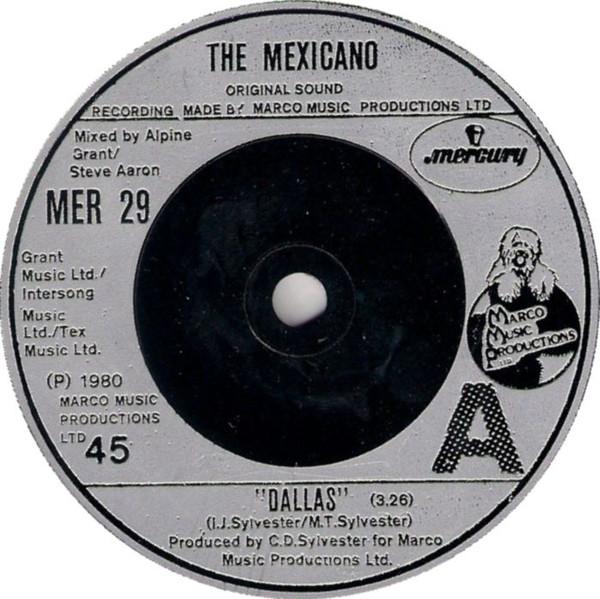 THE MEXICANO
ORIGINAL SOUND
RECORDING MADE BY MARCO MUSIC PRODUCTIONS LTD
Mixed by Alpine
Grant/
Steve Aaron
mercury
MER 29
Grant
Music Ltd./
Intersong
Music
Ltd./Tex
Music Ltd.
MARCO
MUSIC
PRODUCTIONS
LTD.
(P) 1980
MARCO MUSIC
PRODUCTIONS
LTD
45
A
"DALLAS" (3.26)
(I.J.Sylvester/M.T.Sylvester)
Produced by C.D.Sylvester for Marco
Music Productions Ltd.